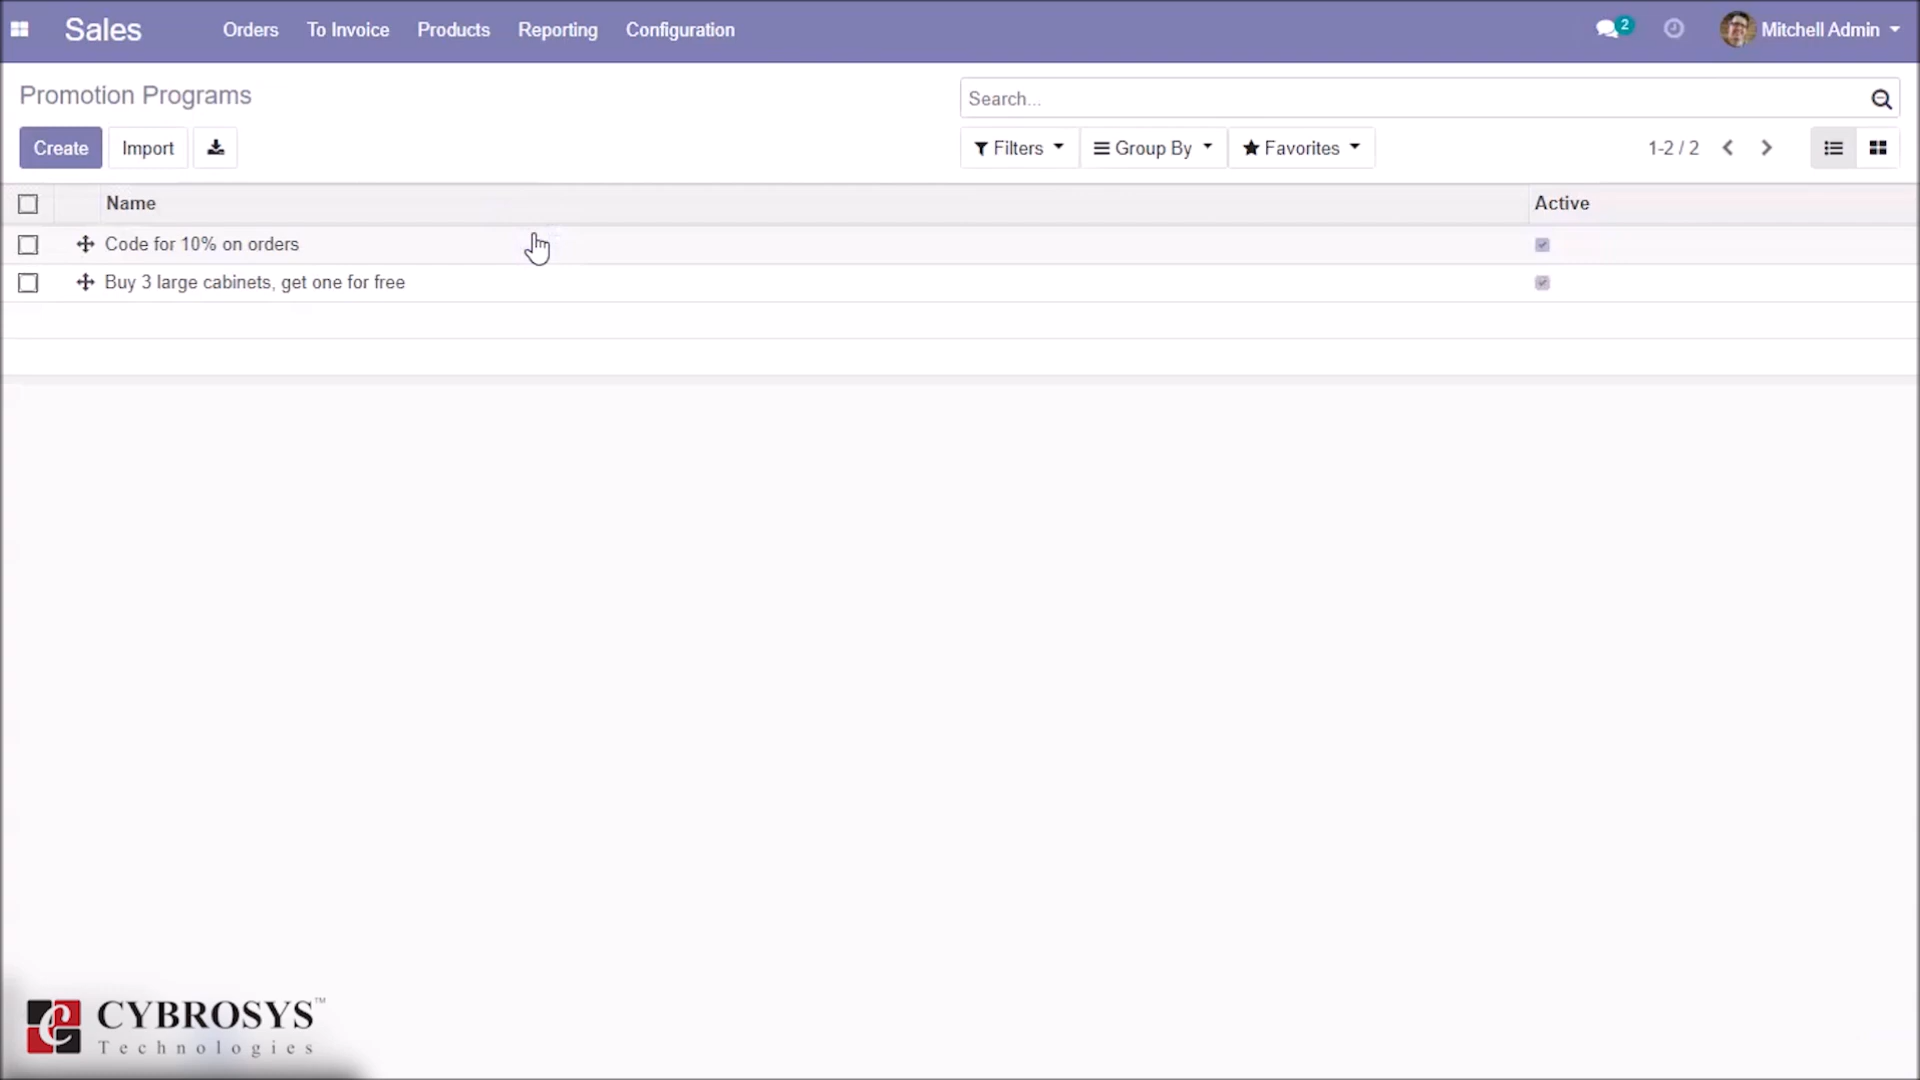 Sales Orders To Invoice Products Reporting Configuration 2 Mitchell Admin
Promotion Programs
Search...
Create Import Filters Group By Favorites 1-2 / 2
Name Active
Code for 10% on orders
Buy 3 large cabinets, get one for free
CYBROSYS™
Technologies